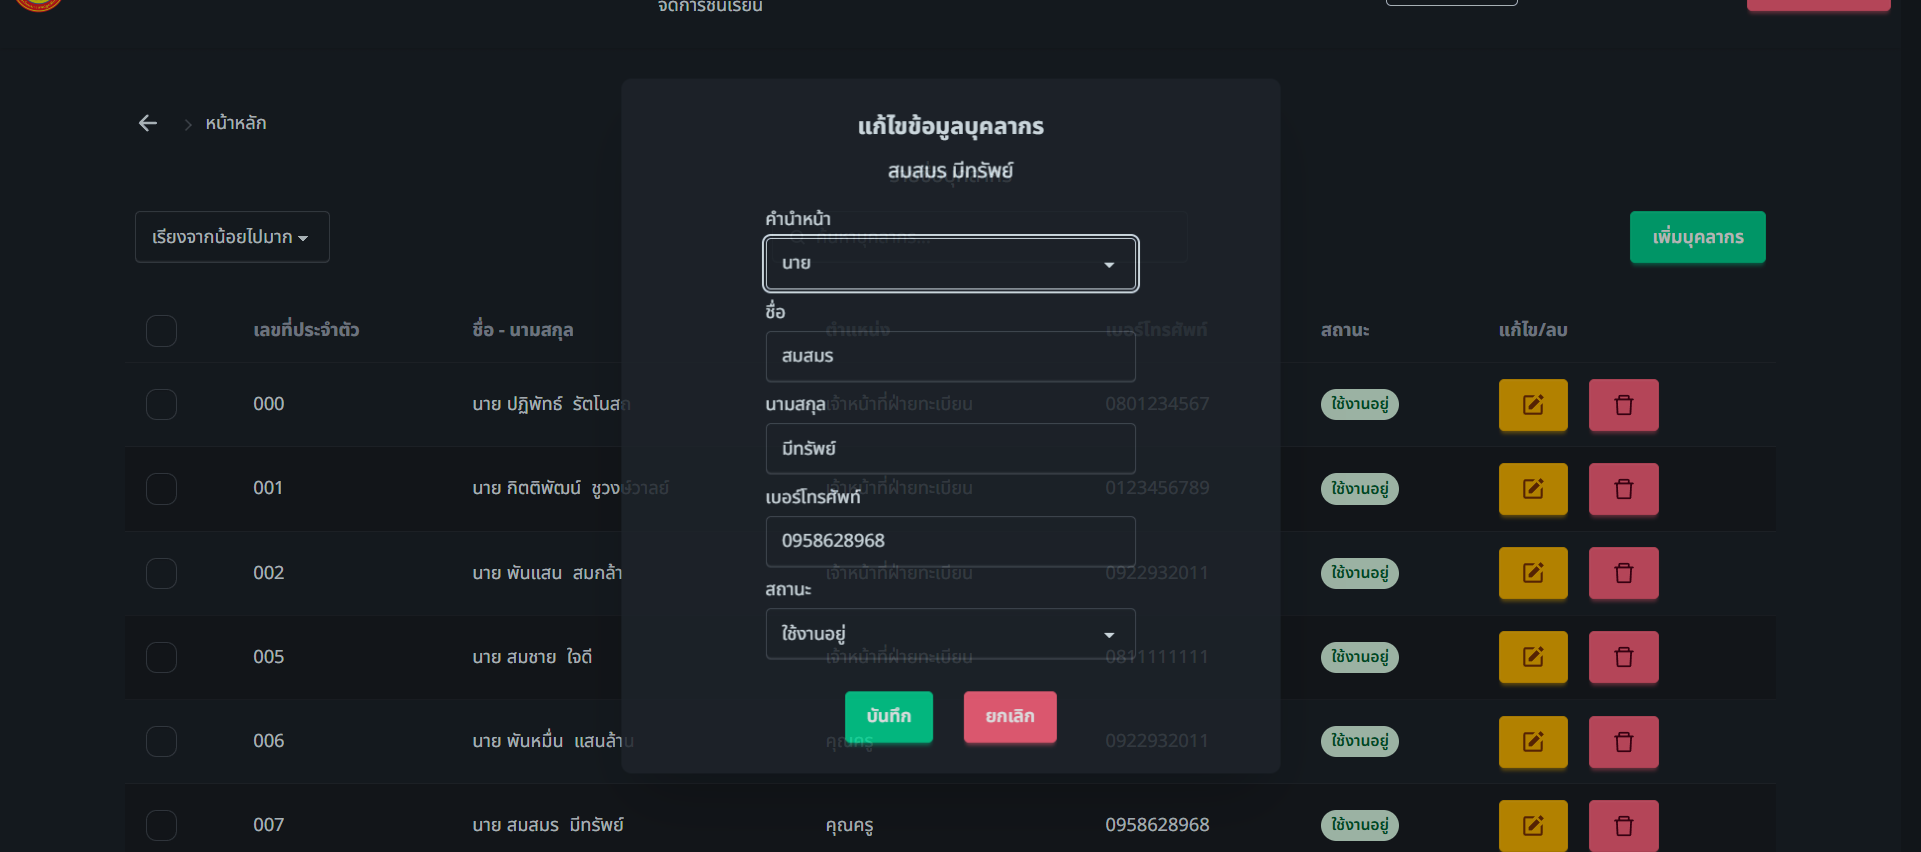 จัดการชั้นเรียน
หน้าหลัก
เรียงจากน้อยไปมาก
เพิ่มบุคลากร
เลขที่ประจำตัว ชื่อ - นามสกุล ตำแหน่ง เบอร์โทรศัพท์ สถานะ แก้ไข/ลบ
000 นาย ปฏิพัทธ์ รัตโนสถ เจ้าหน้าที่ฝ่ายทะเบียน 0801234567 ใช้งานอยู่
001 นาย กิตติพัฒน์ ชูวงษ์วาลย์ เจ้าหน้าที่ฝ่ายทะเบียน 0123456789 ใช้งานอยู่
002 นาย พันแสน สมกล้า เจ้าหน้าที่ฝ่ายทะเบียน 0922932011 ใช้งานอยู่
005 นาย สมชาย ใจดี เจ้าหน้าที่ฝ่ายทะเบียน 0811111111 ใช้งานอยู่
006 นาย พันหมื่น แสนล้าน คุณครู 0922932011 ใช้งานอยู่
007 นาย สมสมร มีทรัพย์ คุณครู 0958628968 ใช้งานอยู่
แก้ไขข้อมูลบุคลากร
สมสมร มีทรัพย์
คำนำหน้า
นาย
ชื่อ
สมสมร
นามสกุล
มีทรัพย์
เบอร์โทรศัพท์
0958628968
สถานะ
ใช้งานอยู่
บันทึก ยกเลิก